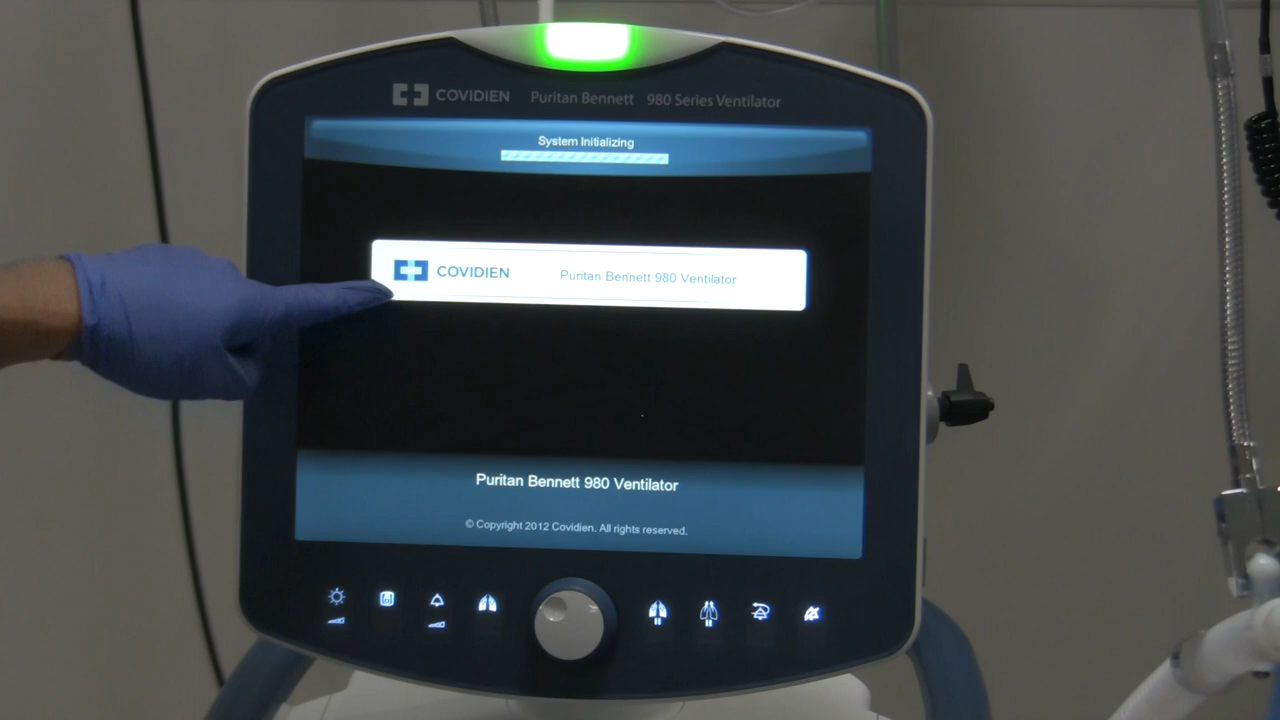 COVIDIEN Puritan Bennett 980 Series Ventilator
System Initializing
COVIDIEN Puritan Bennett 980 Ventilator
Puritan Bennett 980 Ventilator
© Copyright 2012 Covidien. All rights reserved.